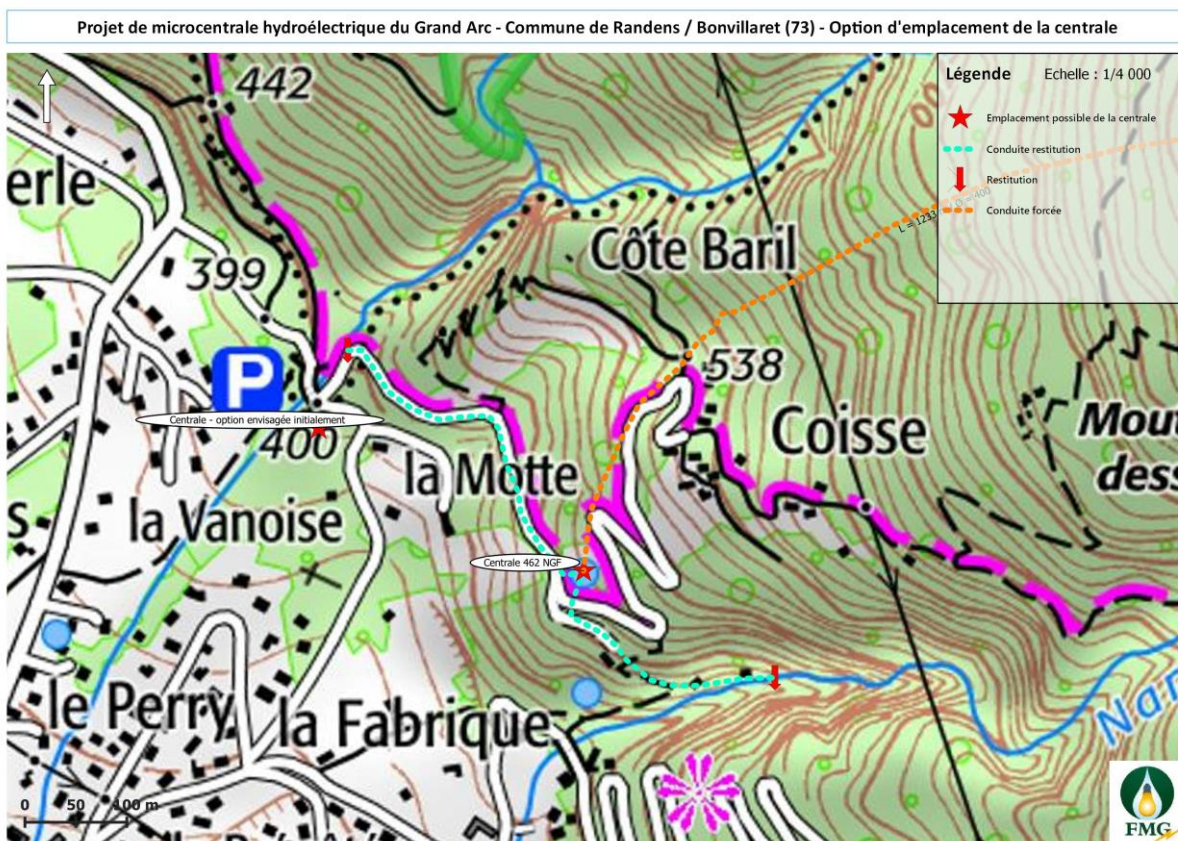 Projet de microcentrale hydroélectrique du Grand Arc - Commune de Randens / Bonvillaret (73) - Option d'emplacement de la centrale
Légende Echelle : 1/4 000
Emplacement possible de la centrale
Conduite restitution
Restitution
Conduite forcée
L = 1233
= 400
442
erle
Côte Baril
399
P
538
Centrale - option envisagée initialement
400
Coisse
Mout
dess
la Motte
la Vanoise
s
Centrale 462 NGF
le Perry
la Fabrique
Nan
0 50 100 m
FMG